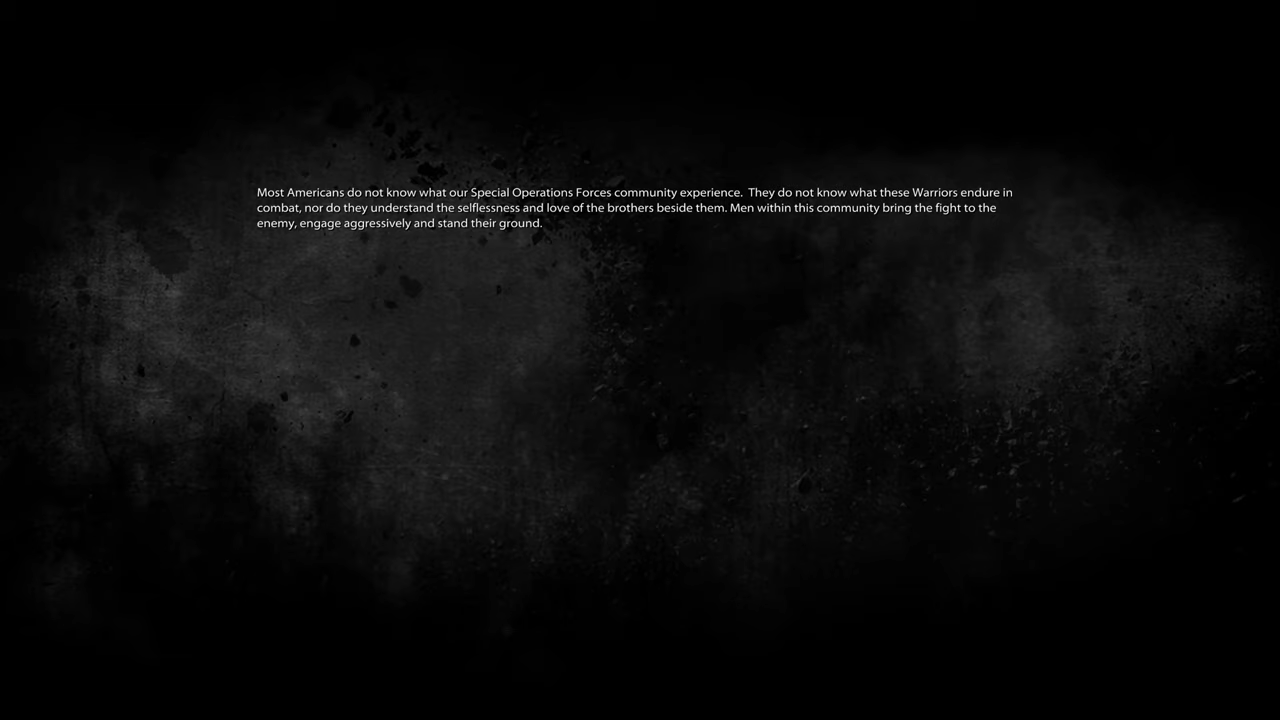 Most Americans do not know what our Special Operations Forces community experience.  They do not know what these Warriors endure in
combat, nor do they understand the selflessness and love of the brothers beside them. Men within this community bring the fight to the
enemy, engage aggressively and stand their ground.